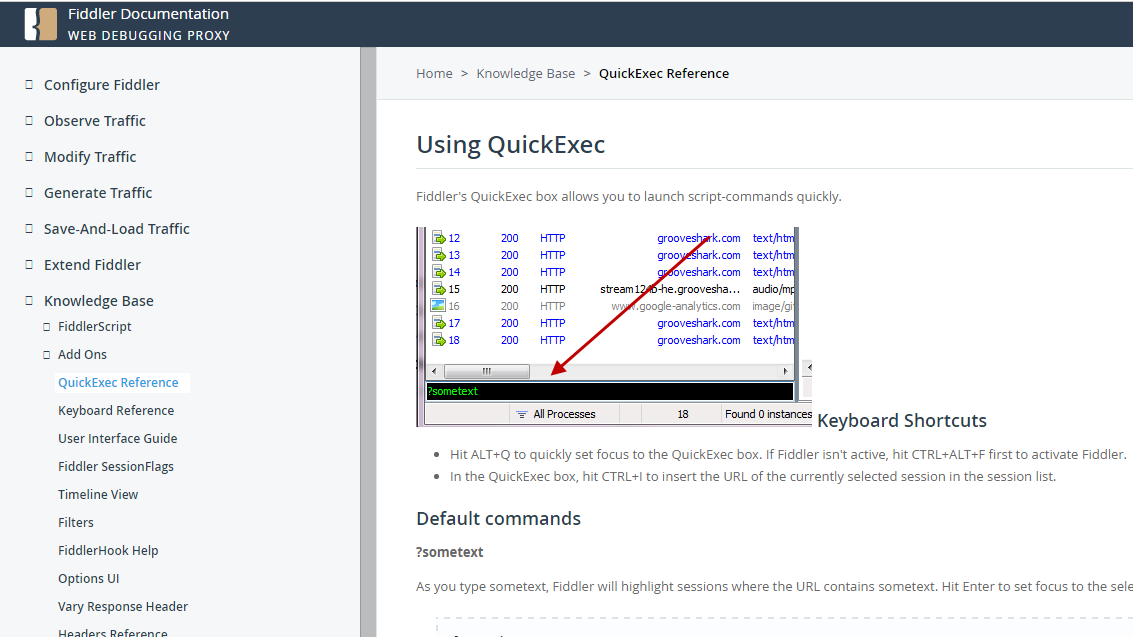 Fiddler Documentation
WEB DEBUGGING PROXY
Configure Fiddler
Observe Traffic
Modify Traffic
Generate Traffic
Save-And-Load Traffic
Extend Fiddler
Knowledge Base
FiddlerScript
Add Ons
QuickExec Reference
Keyboard Reference
User Interface Guide
Fiddler SessionFlags
Timeline View
Filters
FiddlerHook Help
Options UI
Vary Response Header
Headers Reference
Home > Knowledge Base > QuickExec Reference
Using QuickExec
Fiddler's QuickExec box allows you to launch script-commands quickly.
12 200 HTTP grooveshark.com text/htm
13 200 HTTP grooveshark.com text/htm
14 200 HTTP grooveshark.com text/htm
15 200 HTTP stream124b-he.groovesha... audio/mp
16 200 HTTP www.google-analytics.com image/gi
17 200 HTTP grooveshark.com text/htm
18 200 HTTP grooveshark.com text/htm
?sometext
All Processes 18 Found 0 instances
Keyboard Shortcuts
Hit ALT+Q to quickly set focus to the QuickExec box. If Fiddler isn't active, hit CTRL+ALT+F first to activate Fiddler.
In the QuickExec box, hit CTRL+I to insert the URL of the currently selected session in the session list.
Default commands
?sometext
As you type sometext, Fiddler will highlight sessions where the URL contains sometext. Hit Enter to set focus to the sele